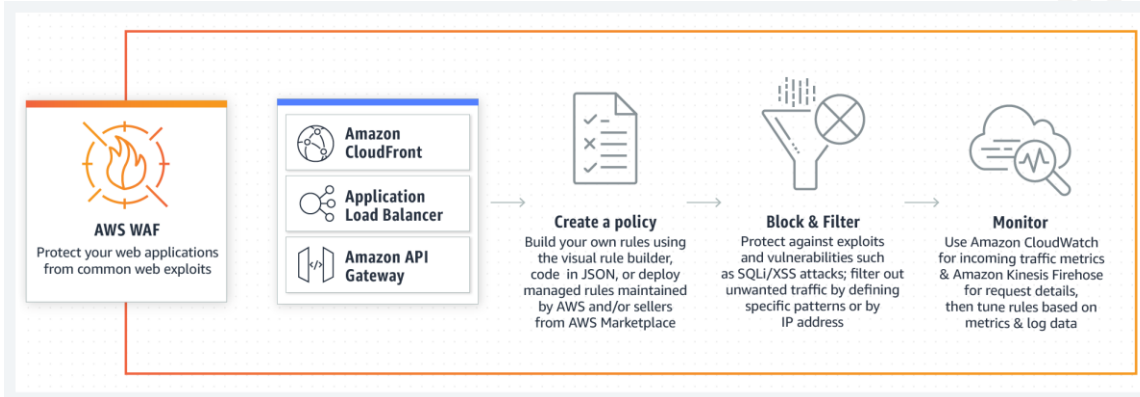 AWS WAF
Protect your web applications
from common web exploits
Amazon
CloudFront
Application
Load Balancer
Amazon API
Gateway
Create a policy
Build your own rules using
the visual rule builder,
code in JSON, or deploy
managed rules maintained
by AWS and/or sellers
from AWS Marketplace
Block & Filter
Protect against exploits
and vulnerabilities such
as SQLi/XSS attacks; filter out
unwanted traffic by defining
specific patterns or by
IP address
Monitor
Use Amazon CloudWatch
for incoming traffic metrics
& Amazon Kinesis Firehose
for request details,
then tune rules based on
metrics & log data